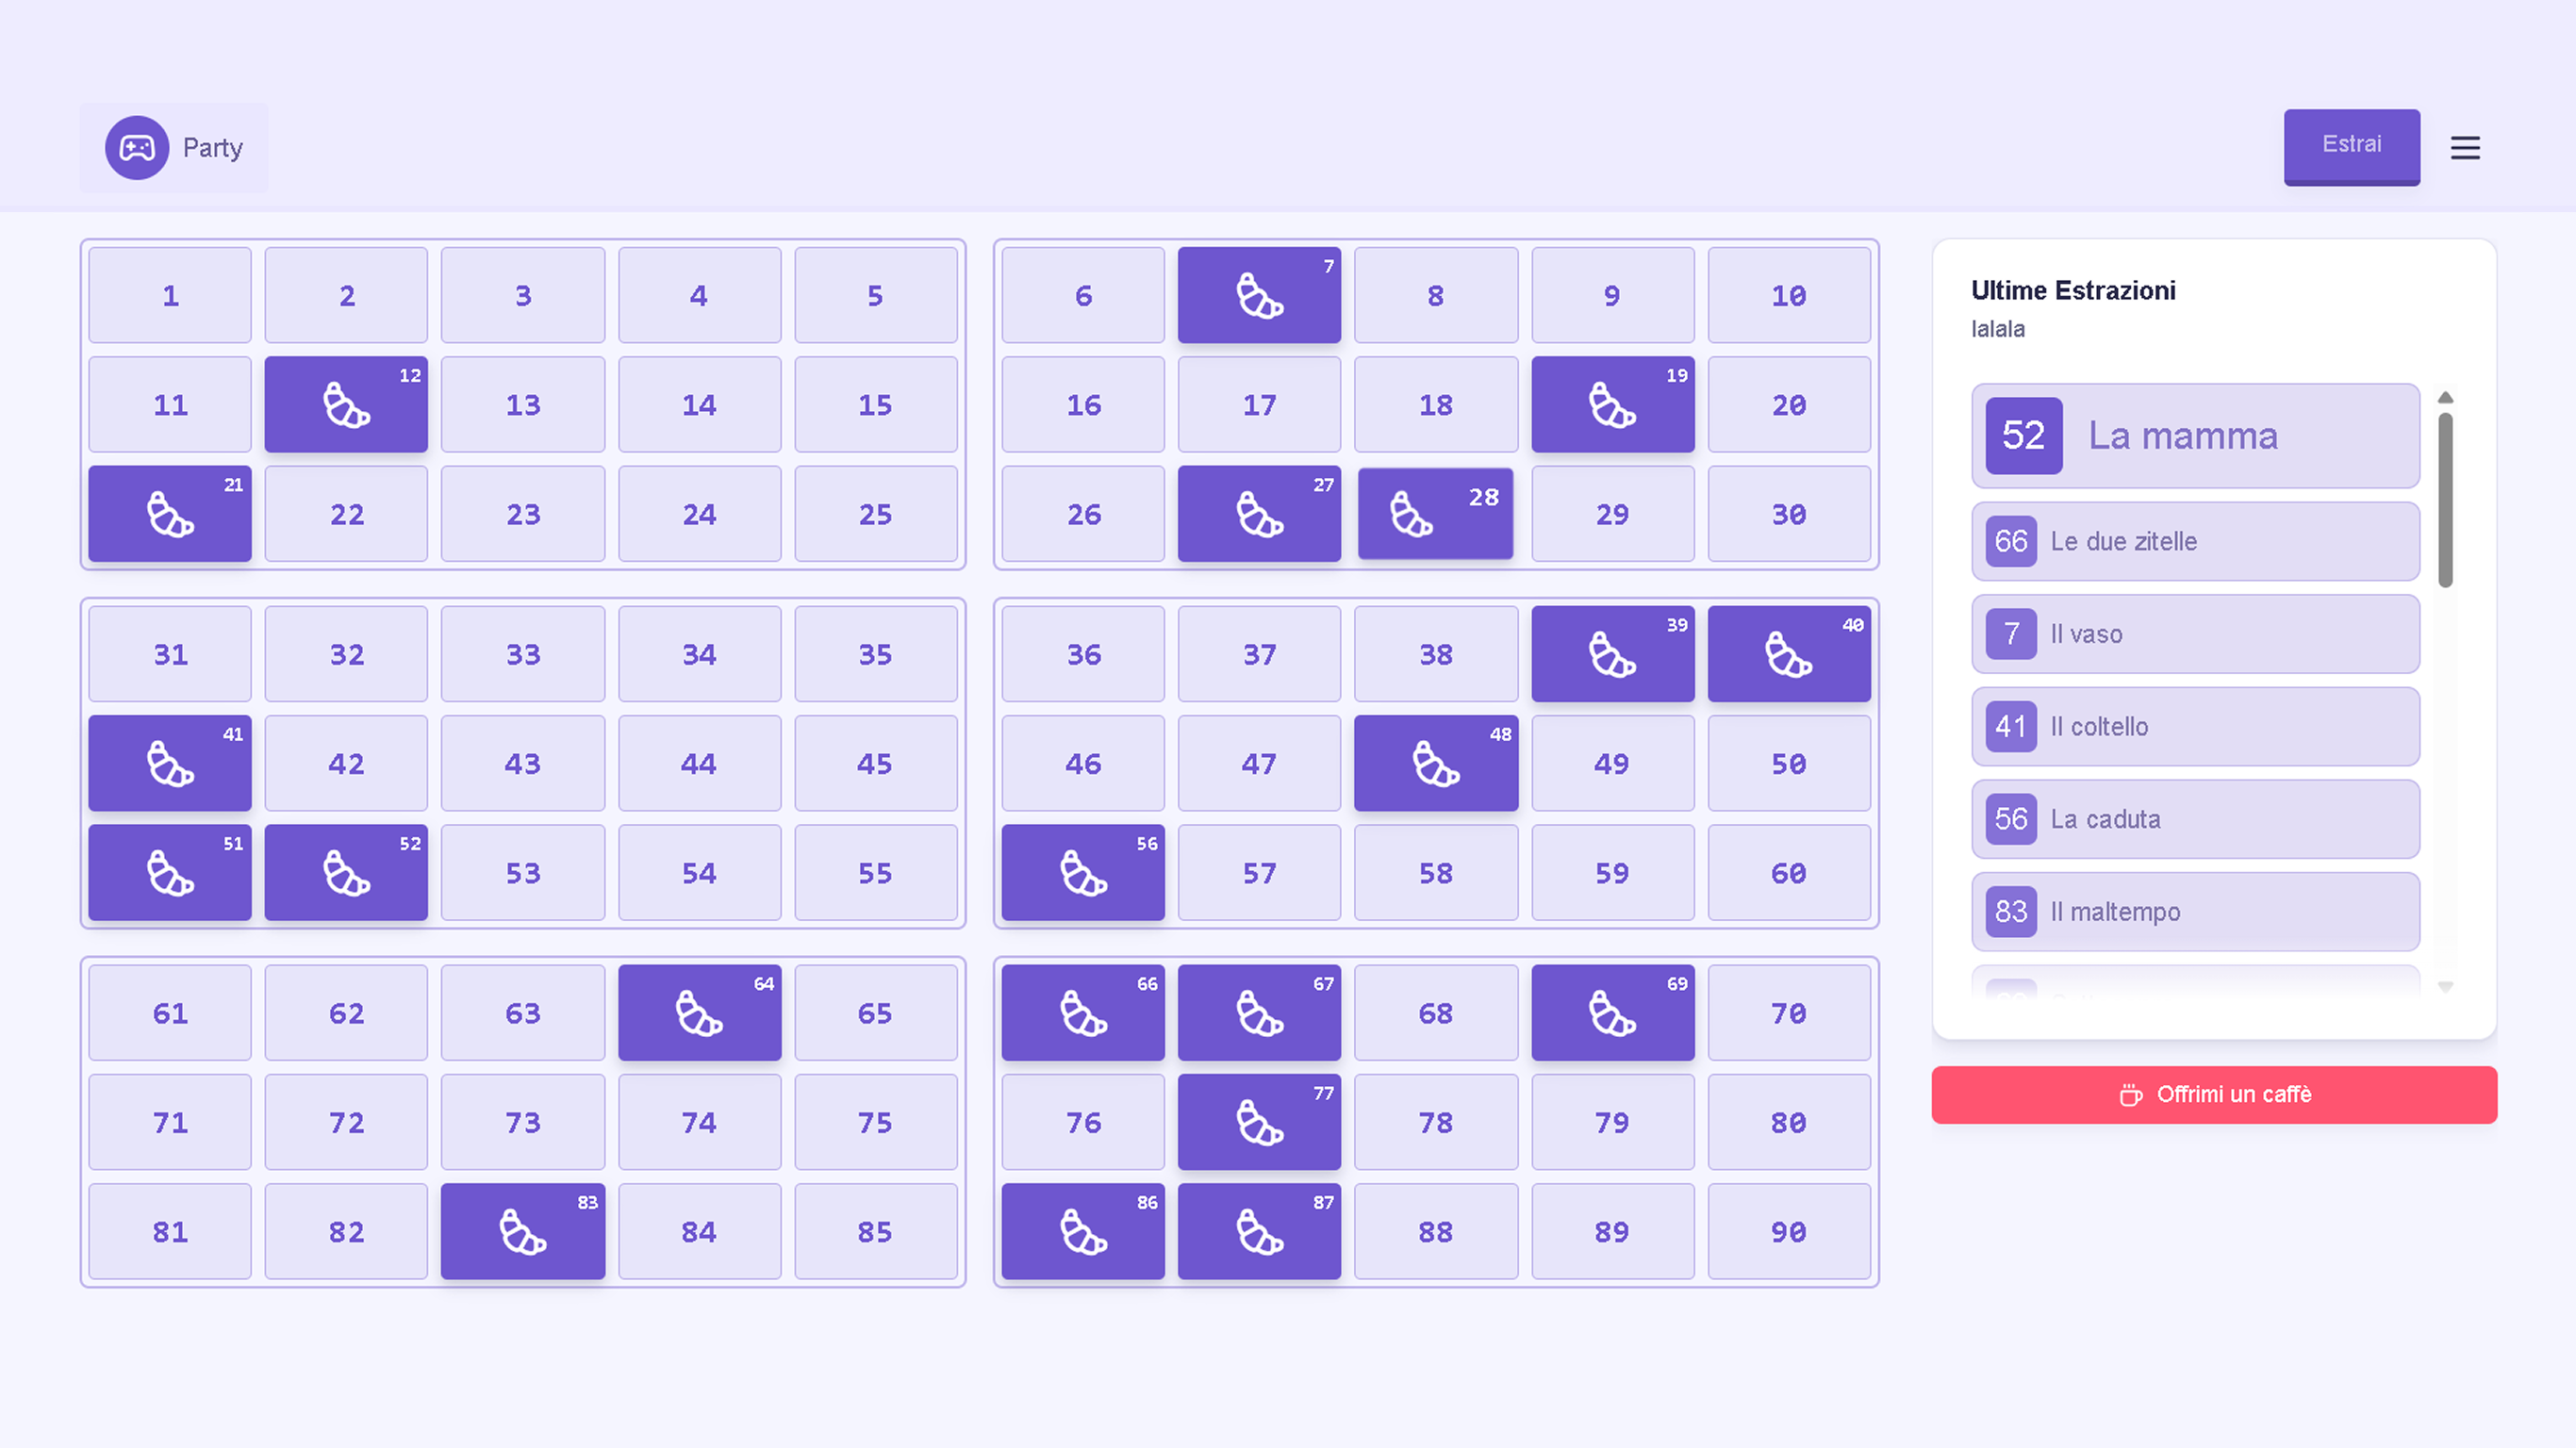 Party
Estrai
1 2 3 4 5
11 12 13 14 15
21 22 23 24 25
6 7 8 9 10
16 17 18 19 20
26 27 28 29 30
31 32 33 34 35
41 42 43 44 45
51 52 53 54 55
36 37 38 39 40
46 47 48 49 50
56 57 58 59 60
61 62 63 64 65
71 72 73 74 75
81 82 83 84 85
66 67 68 69 70
76 77 78 79 80
86 87 88 89 90
Ultime Estrazioni
lalala
52 La mamma
66 Le due zitelle
7 Il vaso
41 Il coltello
56 La caduta
83 Il maltempo
Offrimi un caffè